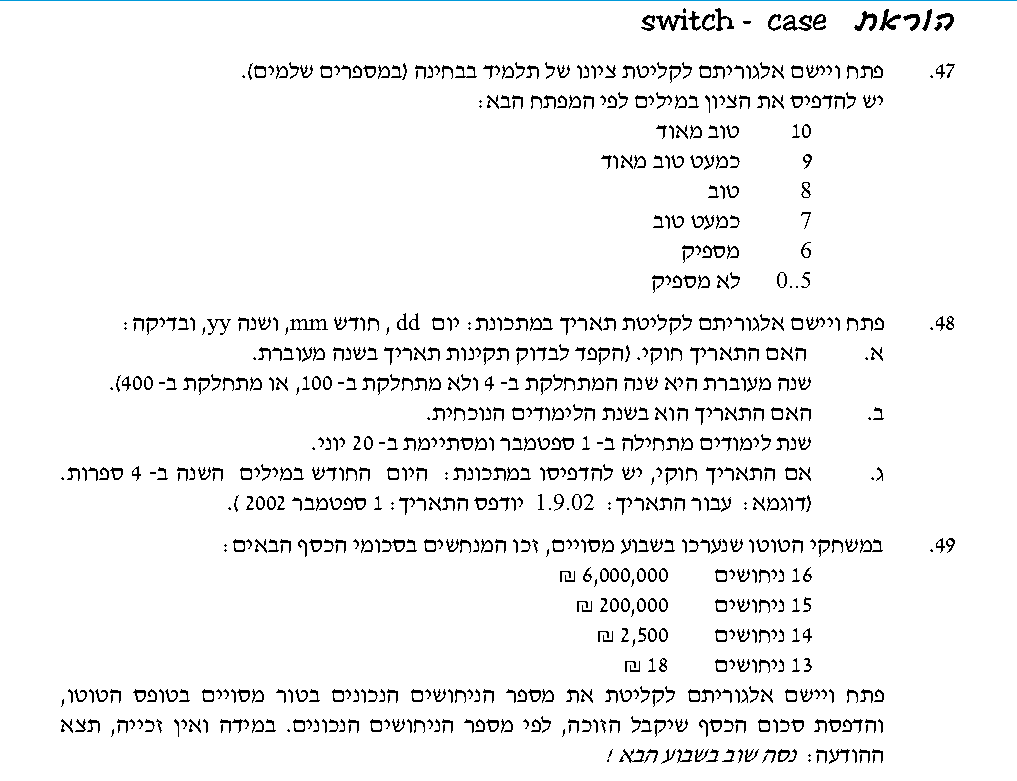 הוראת switch - case
47. פתח ויישם אלגוריתם לקליטת ציונו של תלמיד בבחינה (במספרים שלמים).
יש להדפיס את הציון במילים לפי המפתח הבא:
10 טוב מאוד
9 כמעט טוב מאוד
8 טוב
7 כמעט טוב
6 מספיק
0..5 לא מספיק
48. פתח ויישם אלגוריתם לקליטת תאריך במתכונת: יום dd , חודש mm, ושנה yy, ובדיקה:
א. האם התאריך חוקי. (הקפד לבדוק תקינות תאריך בשנה מעוברת.
שנה מעוברת היא שנה המתחלקת ב- 4 ולא מתחלקת ב- 100, או מתחלקת ב- 400).
ב. האם התאריך הוא בשנת הלימודים הנוכחית.
שנת לימודים מתחילה ב- 1 ספטמבר ומסתיימת ב- 20 יוני.
ג. אם התאריך חוקי, יש להדפיסו במתכונת: היום החודש במילים השנה ב- 4 ספרות.
(דוגמא: עבור התאריך: 1.9.02 יודפס התאריך: 1 ספטמבר 2002 ).
49. במשחקי הטוטו שנערכו בשבוע מסויים, זכו המנחשים בסכומי הכסף הבאים:
16 ניחושים 6,000,000 ₪
15 ניחושים 200,000 ₪
14 ניחושים 2,500 ₪
13 ניחושים 18 ₪
פתח ויישם אלגוריתם לקליטת את מספר הניחושים הנכונים בטור מסויים בטופס הטוטו,
והדפסת סכום הכסף שיקבל הזוכה, לפי מספר הניחושים הנכונים. במידה ואין זכייה, תצא
ההודעה: נסה שוב בשבוע הבא !